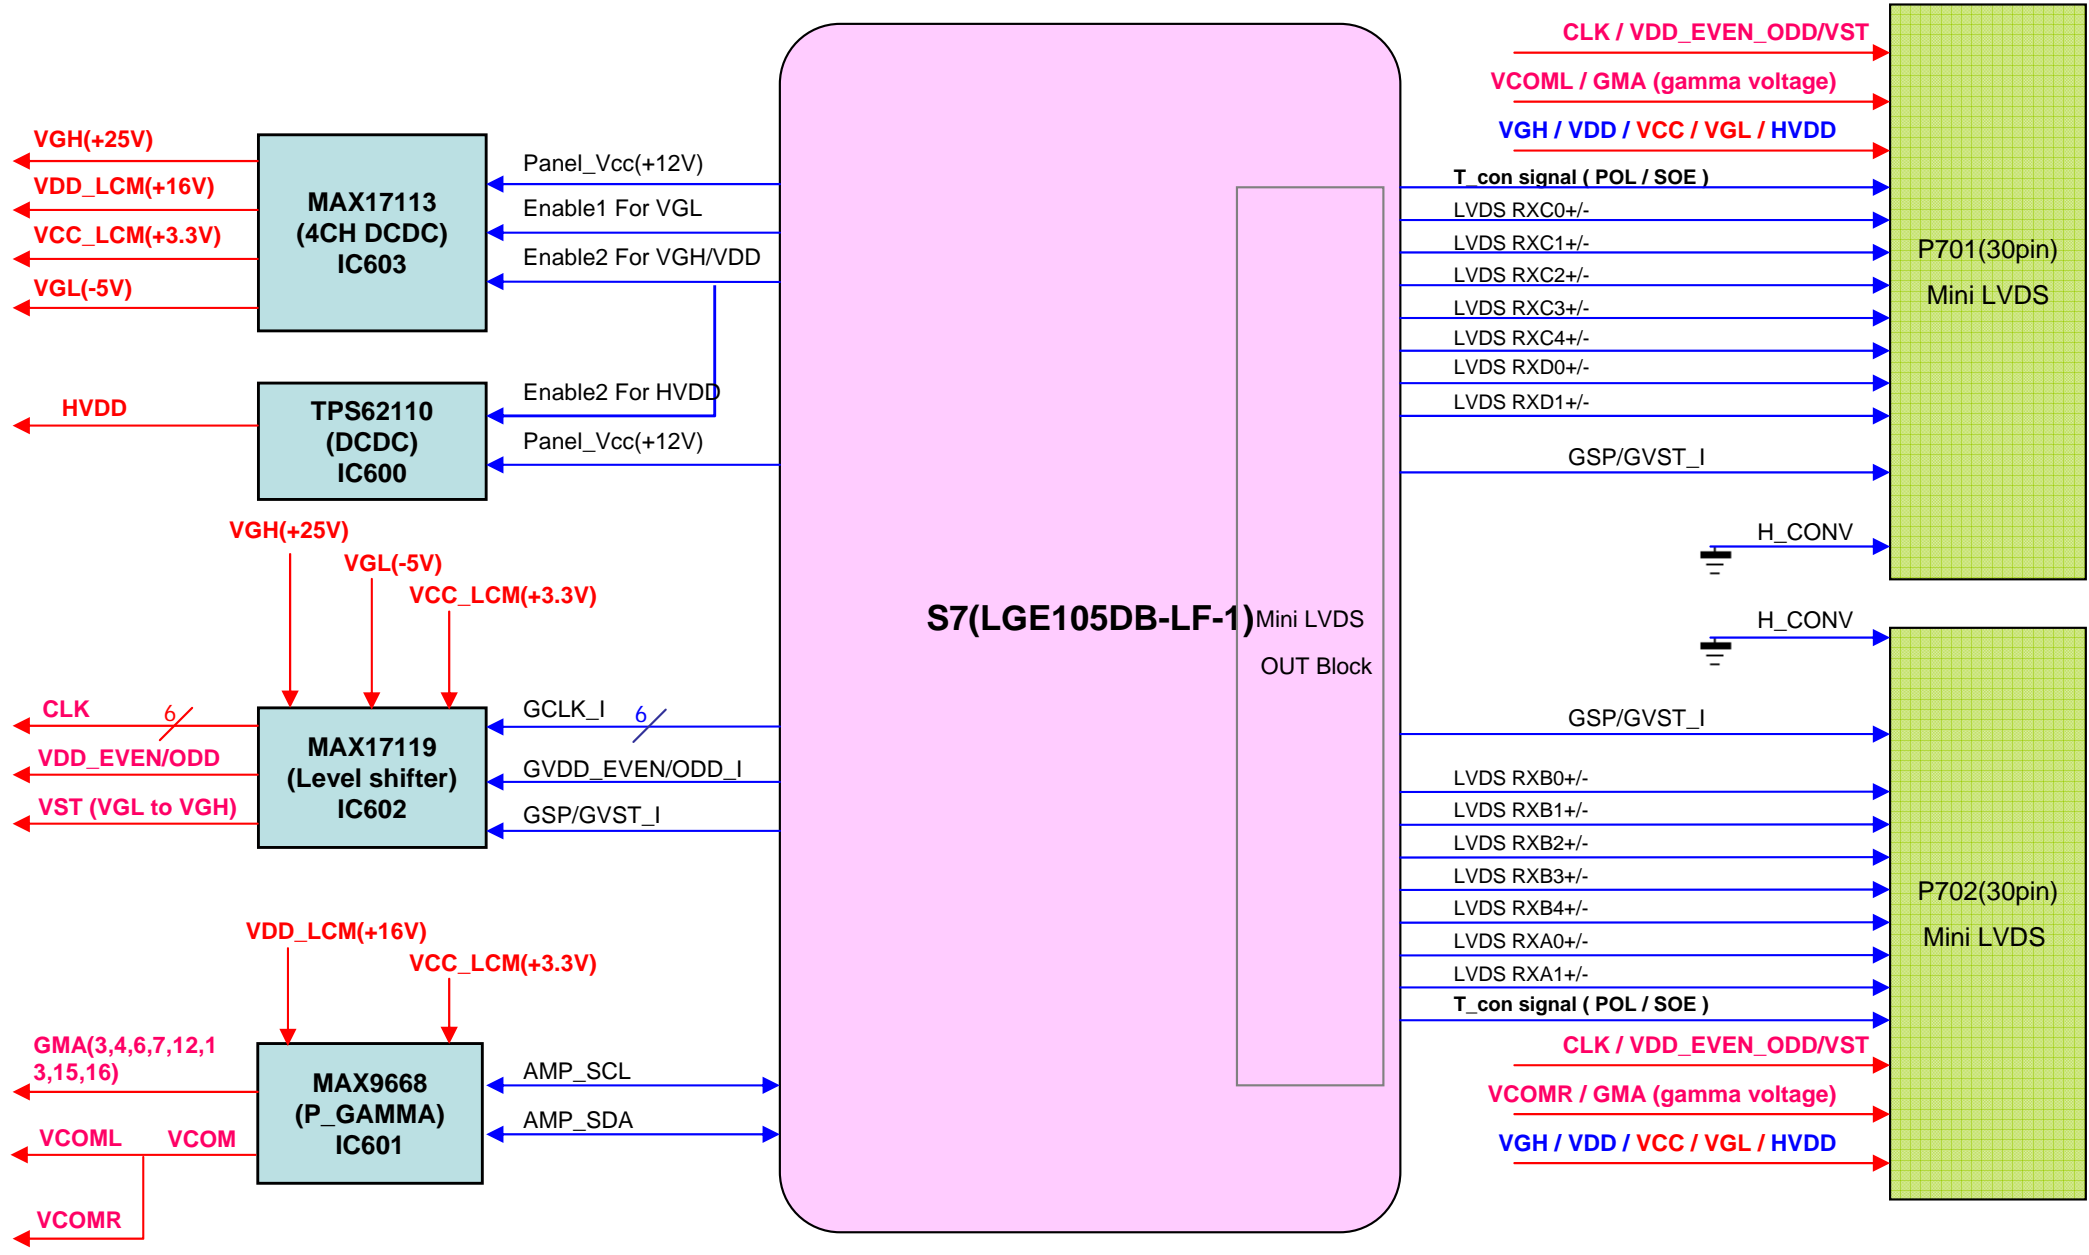 VGH(+25V)
VDD_LCM(+16V)
VCC_LCM(+3.3V)
VGL(-5V)
MAX17113
(4CH DCDC)
IC603
Panel_Vcc(+12V)
Enable1 For VGL
Enable2 For VGH/VDD
HVDD
TPS62110
(DCDC)
IC600
Enable2 For HVDD
Panel_Vcc(+12V)
VGH(+25V)
VGL(-5V)
VCC_LCM(+3.3V)
CLK
6
VDD_EVEN/ODD
VST (VGL to VGH)
MAX17119
(Level shifter)
IC602
GCLK_I
6
GVDD_EVEN/ODD_I
GSP/GVST_I
VDD_LCM(+16V)
VCC_LCM(+3.3V)
GMA(3,4,6,7,12,1
3,15,16)
VCOML
VCOM
VCOMR
MAX9668
(P_GAMMA)
IC601
AMP_SCL
AMP_SDA
S7(LGE105DB-LF-1)
Mini LVDS
OUT Block
CLK / VDD_EVEN_ODD/VST
VCOML / GMA (gamma voltage)
VGH / VDD / VCC / VGL / HVDD
T_con signal ( POL / SOE )
LVDS RXC0+/-
LVDS RXC1+/-
LVDS RXC2+/-
LVDS RXC3+/-
LVDS RXC4+/-
LVDS RXD0+/-
LVDS RXD1+/-
GSP/GVST_I
H_CONV
P701(30pin)
Mini LVDS
H_CONV
GSP/GVST_I
LVDS RXB0+/-
LVDS RXB1+/-
LVDS RXB2+/-
LVDS RXB3+/-
LVDS RXB4+/-
LVDS RXA0+/-
LVDS RXA1+/-
T_con signal ( POL / SOE )
CLK / VDD_EVEN_ODD/VST
VCOMR / GMA (gamma voltage)
VGH / VDD / VCC / VGL / HVDD
P702(30pin)
Mini LVDS